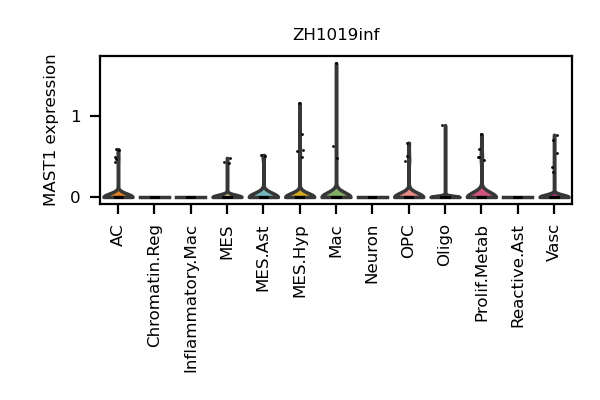 ZH1019inf
MAST1 expression
1
0
AC
Chromatin.Reg
Inflammatory.Mac
MES
MES.Ast
MES.Hyp
Mac
Neuron
OPC
Oligo
Prolif.Metab
Reactive.Ast
Vasc